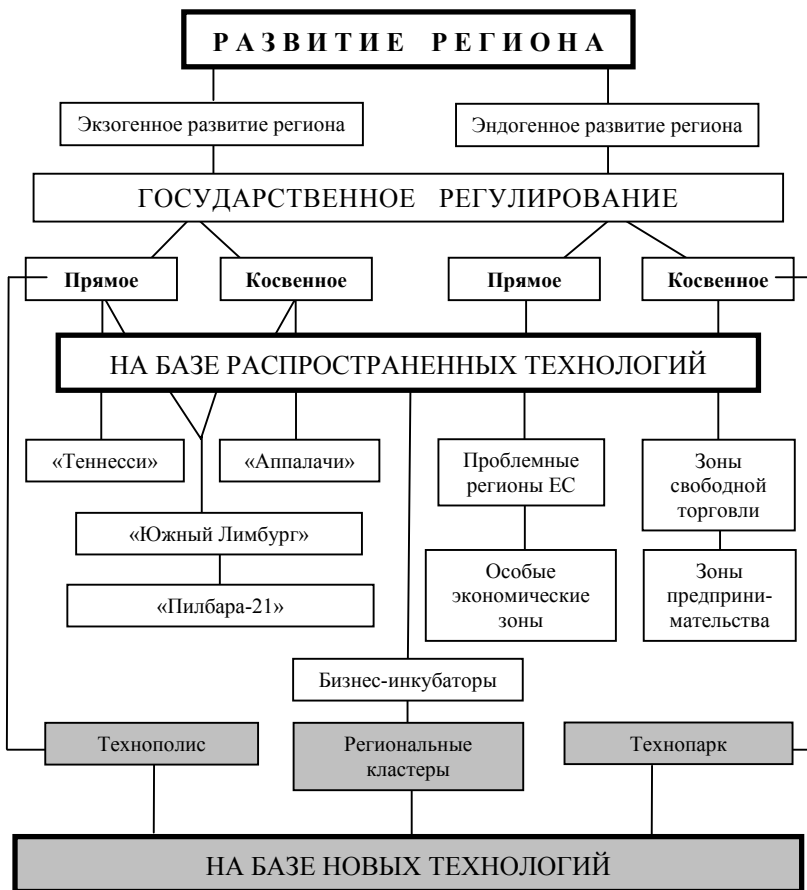 РАЗВИТИЕ РЕГИОНА
Экзогенное развитие региона
Эндогенное развитие региона
ГОСУДАРСТВЕННОЕ РЕГУЛИРОВАНИЕ
Прямое
Косвенное
Прямое
Косвенное
НА БАЗЕ РАСПРОСТРАНЕННЫХ ТЕХНОЛОГИЙ
«Теннесси»
«Аппалачи»
Проблемные
регионы ЕС
Зоны
свободной
торговли
«Южный Лимбург»
«Пилбара-21»
Особые
экономические
зоны
Зоны
предприни-
мательства
Бизнес-инкубаторы
Технополис
Региональные
кластеры
Технопарк
НА БАЗЕ НОВЫХ ТЕХНОЛОГИЙ